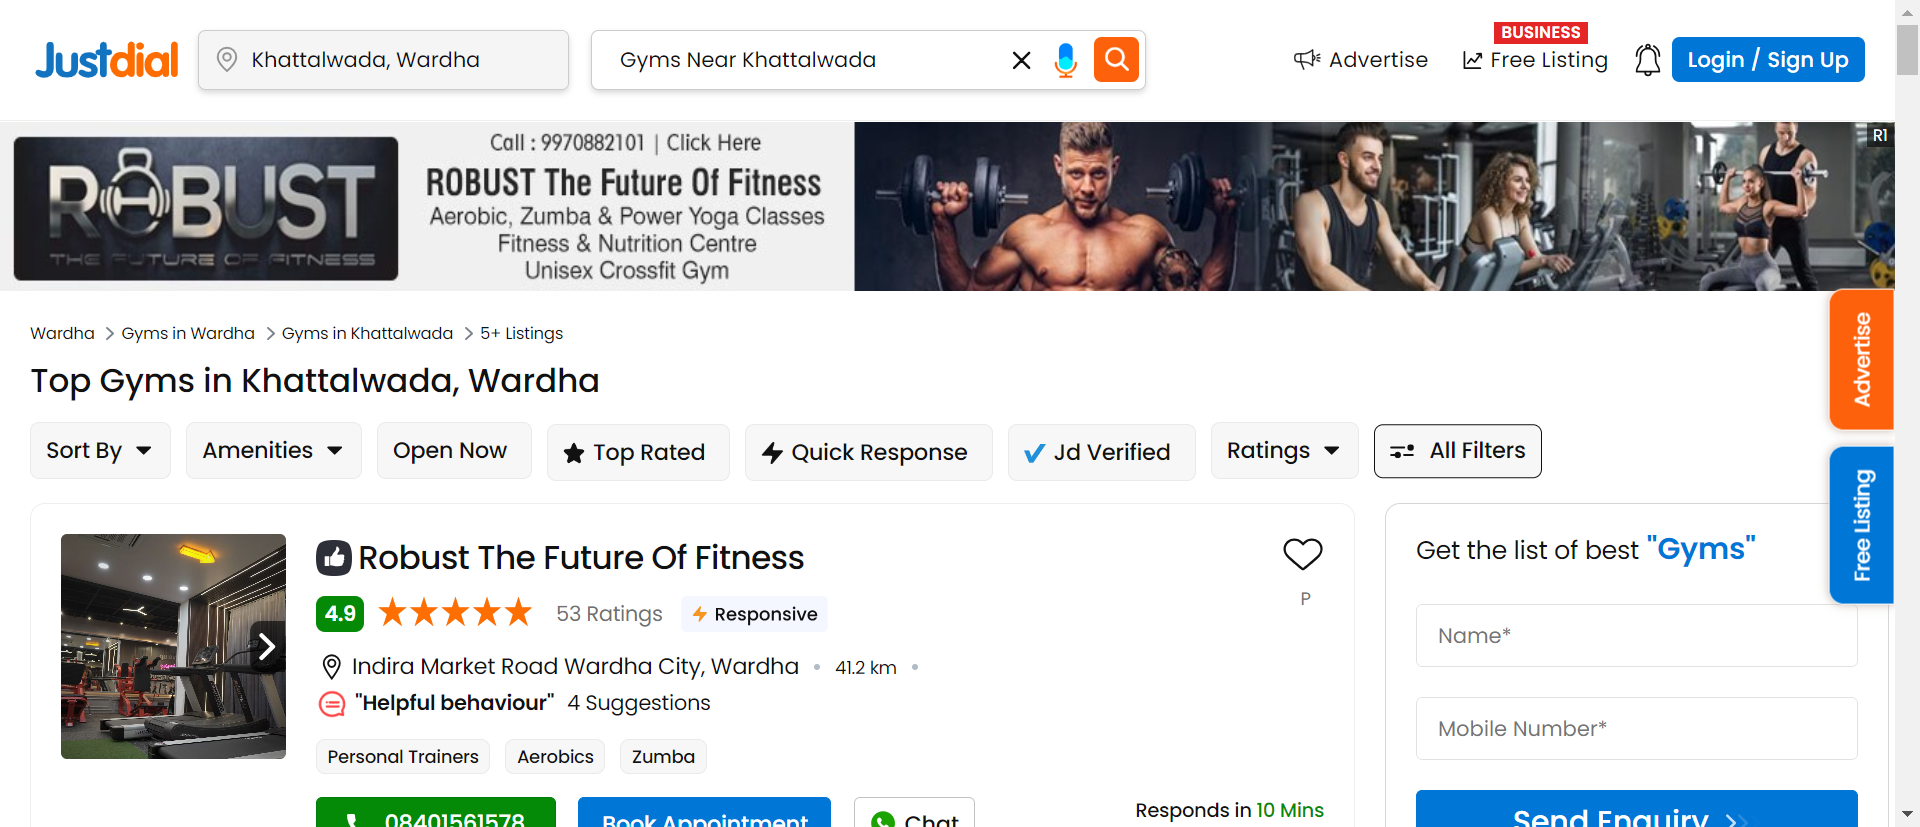 Justdial
Khattalwada, Wardha
Gyms Near Khattalwada
Advertise
BUSINESS
Free Listing
Login / Sign Up
ROBUST
THE FUTURE OF FITNESS
Call : 9970882101 | Click Here
ROBUST The Future Of Fitness
Aerobic, Zumba & Power Yoga Classes
Fitness & Nutrition Centre
Unisex Crossfit Gym
R1
Wardha > Gyms in Wardha > Gyms in Khattalwada > 5+ Listings
Top Gyms in Khattalwada, Wardha
Sort By
Amenities
Open Now
Top Rated
Quick Response
Jd Verified
Ratings
All Filters
Advertise
Free Listing
Robust The Future Of Fitness
P
4.9
53 Ratings
Responsive
Indira Market Road Wardha City, Wardha • 41.2 km •
"Helpful behaviour" 4 Suggestions
Personal Trainers
Aerobics
Zumba
08401561578
Book Appointment
Chat
Responds in 10 Mins
Get the list of best "Gyms"
Name*
Mobile Number*
Send Enquiry